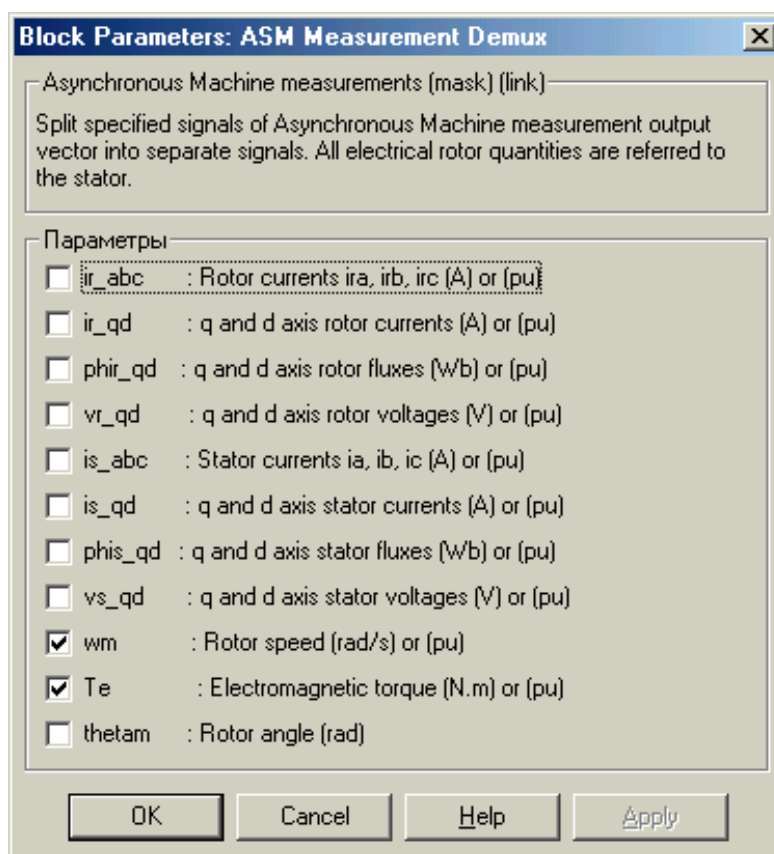 Block Parameters: ASM Measurement Demux
Asynchronous Machine measurements (mask) (link)
Split specified signals of Asynchronous Machine measurement output
vector into separate signals. All electrical rotor quantities are referred to
the stator.
Параметры
ir_abc : Rotor currents ira, irb, irc (A) or (pu)
ir_qd : q and d axis rotor currents (A) or (pu)
phir_qd : q and d axis rotor fluxes (Wb) or (pu)
vr_qd : q and d axis rotor voltages (V) or (pu)
is_abc : Stator currents ia, ib, ic (A) or (pu)
is_qd : q and d axis stator currents (A) or (pu)
phis_qd : q and d axis stator fluxes (Wb) or (pu)
vs_qd : q and d axis stator voltages (V) or (pu)
wm : Rotor speed (rad/s) or (pu)
Te : Electromagnetic torque (N.m) or (pu)
thetam : Rotor angle (rad)
OK Cancel Help Apply